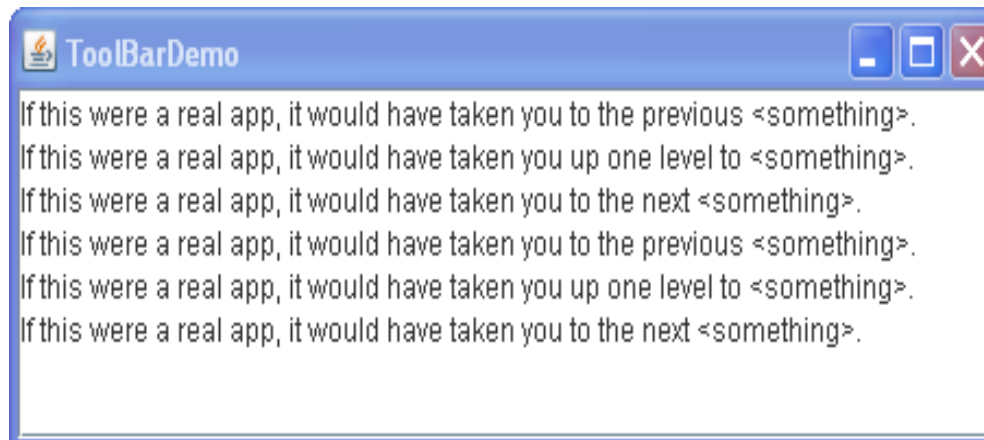 ToolBarDemo
If this were a real app, it would have taken you to the previous <something>.
If this were a real app, it would have taken you up one level to <something>.
If this were a real app, it would have taken you to the next <something>.
If this were a real app, it would have taken you to the previous <something>.
If this were a real app, it would have taken you up one level to <something>.
If this were a real app, it would have taken you to the next <something>.